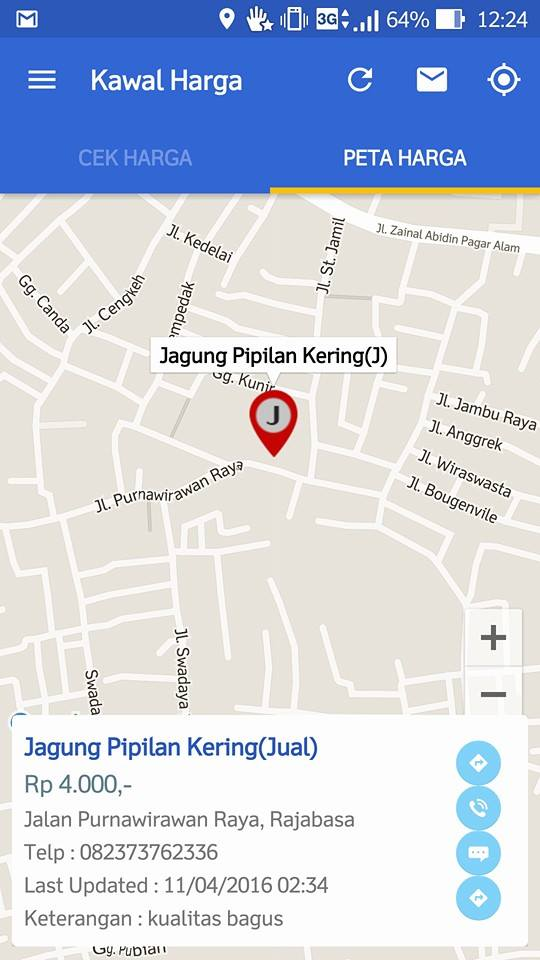 3G 64% 12:24
Kawal Harga
CEK HARGA PETA HARGA
Jl. Zainal Abidin Pagar Alam
Jl. Kedelai
Jl. St. Jamil
Gg. Canda
Jl. Cengkeh
empedak
Jagung Pipilan Kering(J)
Gg. Kunir
J
Jl. Jambu Raya
Jl. Anggrek
Jl. Wiraswasta
Jl. Bougenvile
Jl. Purnawirawan Raya
Jl. Swadaya
Swada
+
−
Jagung Pipilan Kering(Jual)
Rp 4.000,-
Jalan Purnawirawan Raya, Rajabasa
Telp : 082373762336
Last Updated : 11/04/2016 02:34
Keterangan : kualitas bagus
Gg. Pubian